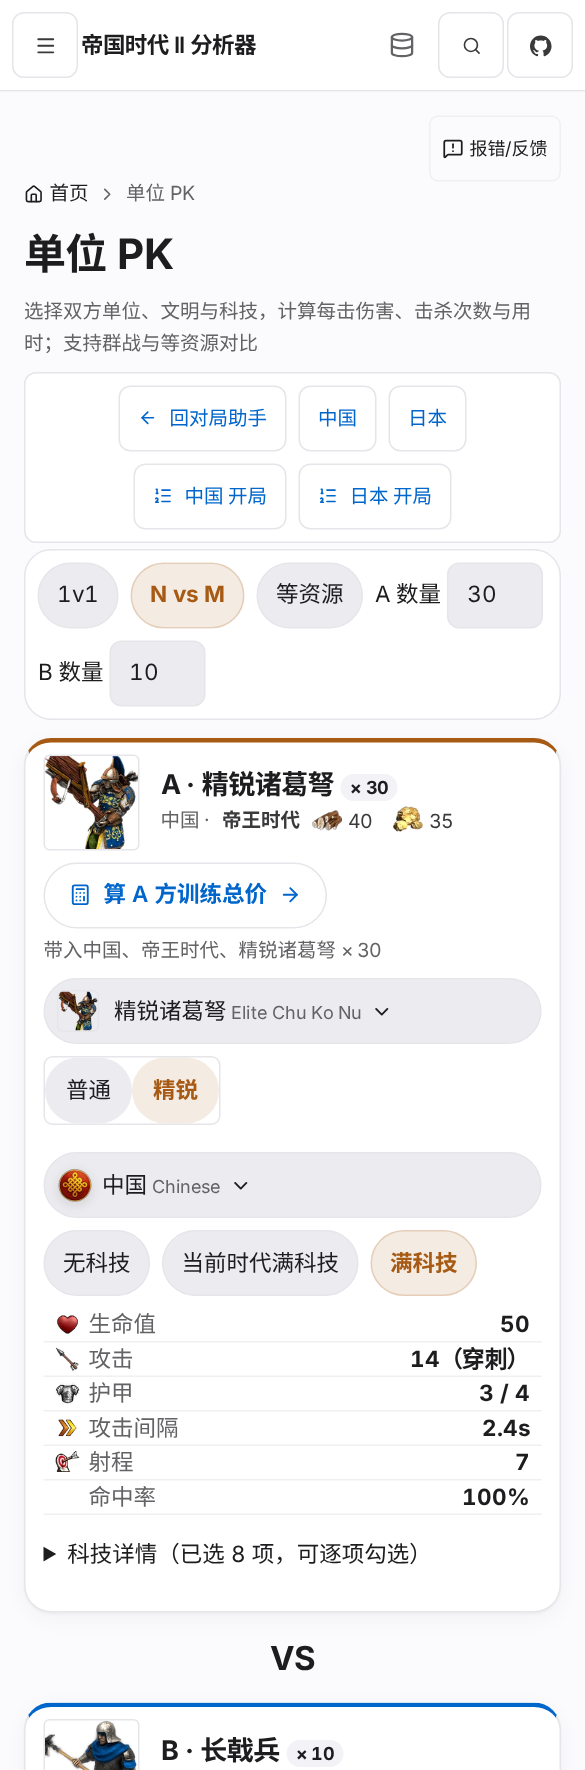 帝国时代 II 分析器
报错/反馈
首页 > 单位 PK
单位 PK
选择双方单位、文明与科技，计算每击伤害、击杀次数与用
时；支持群战与等资源对比
← 回对局助手 中国 日本
中国 开局 日本 开局
1v1 N vs M 等资源 A 数量 30
B 数量 10
A · 精锐诸葛弩 × 30
中国 · 帝王时代 40 35
算 A 方训练总价 →
带入中国、帝王时代、精锐诸葛弩 × 30
精锐诸葛弩 Elite Chu Ko Nu
普通 精锐
中国 Chinese
无科技 当前时代满科技 满科技
生命值 50
攻击 14（穿刺）
护甲 3 / 4
攻击间隔 2.4s
射程 7
命中率 100%
▶ 科技详情（已选 8 项，可逐项勾选）
VS
B · 长戟兵 × 10